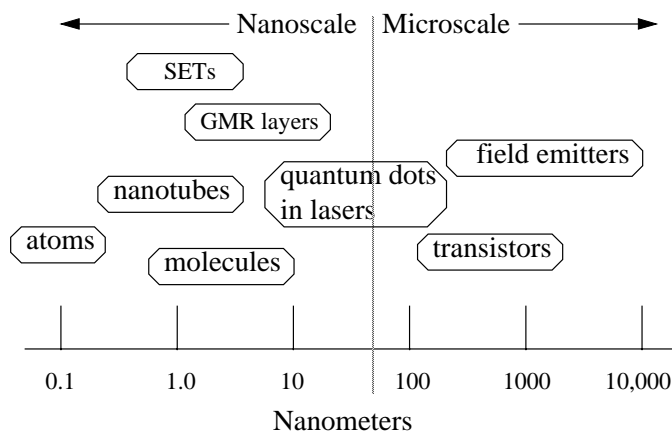 Nanoscale Microscale
SETs
GMR layers
field emitters
quantum dots
in lasers
nanotubes
atoms
molecules
transistors
0.1 1.0 10 100 1000 10,000
Nanometers